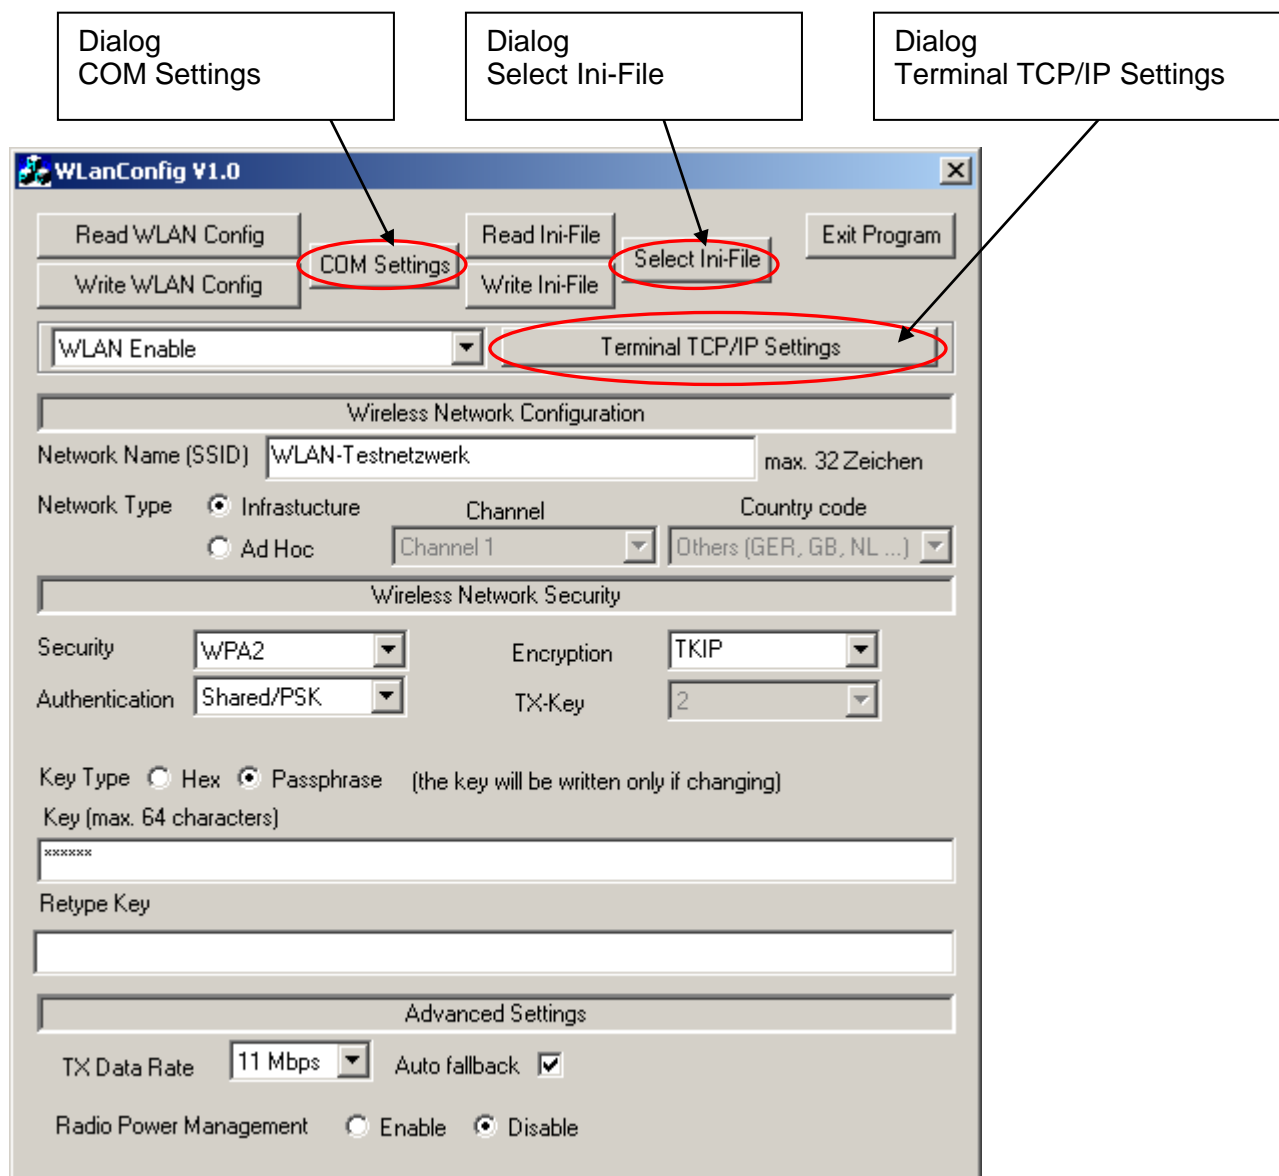 Dialog
COM Settings
Dialog
Select Ini-File
Dialog
Terminal TCP/IP Settings
WLanConfig V1.0
Read WLAN Config
Write WLAN Config
COM Settings
Read Ini-File
Write Ini-File
Select Ini-File
Exit Program
WLAN Enable
Terminal TCP/IP Settings
Wireless Network Configuration
Network Name (SSID) WLAN-Testnetzwerk max. 32 Zeichen
Network Type Infrastucture Channel Country code
Ad Hoc Channel 1 Others (GER, GB, NL ...)
Wireless Network Security
Security WPA2 Encryption TKIP
Authentication Shared/PSK TX-Key 2
Key Type Hex Passphrase (the key will be written only if changing)
Key (max. 64 characters)
××××××
Retype Key
Advanced Settings
TX Data Rate 11 Mbps Auto fallback
Radio Power Management Enable Disable